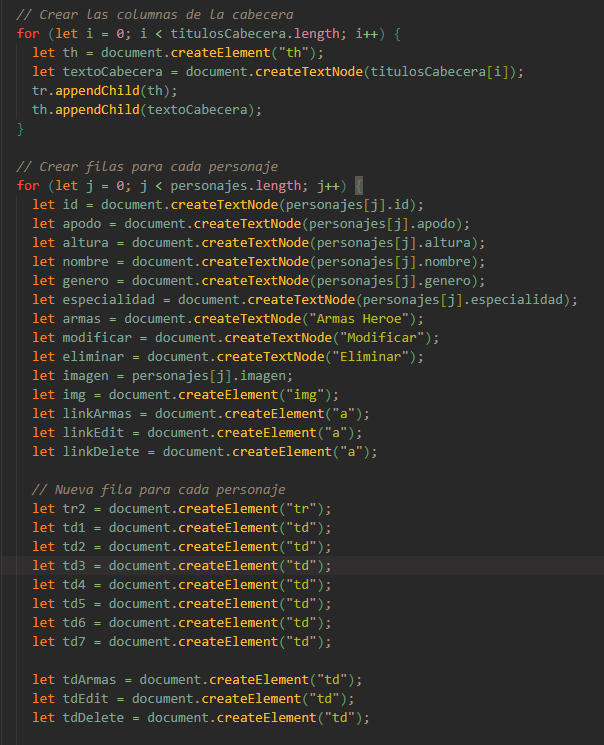 // Crear las columnas de la cabecera
for (let i = 0; i < titulosCabecera.length; i++) {
  let th = document.createElement("th");
  let textoCabecera = document.createTextNode(titulosCabecera[i]);
  tr.appendChild(th);
  th.appendChild(textoCabecera);
}

// Crear filas para cada personaje
for (let j = 0; j < personajes.length; j++) {
  let id = document.createTextNode(personajes[j].id);
  let apodo = document.createTextNode(personajes[j].apodo);
  let altura = document.createTextNode(personajes[j].altura);
  let nombre = document.createTextNode(personajes[j].nombre);
  let genero = document.createTextNode(personajes[j].genero);
  let especialidad = document.createTextNode(personajes[j].especialidad);
  let armas = document.createTextNode("Armas Heroe");
  let modificar = document.createTextNode("Modificar");
  let eliminar = document.createTextNode("Eliminar");
  let imagen = personajes[j].imagen;
  let img = document.createElement("img");
  let linkArmas = document.createElement("a");
  let linkEdit = document.createElement("a");
  let linkDelete = document.createElement("a");

  // Nueva fila para cada personaje
  let tr2 = document.createElement("tr");
  let td1 = document.createElement("td");
  let td2 = document.createElement("td");
  let td3 = document.createElement("td");
  let td4 = document.createElement("td");
  let td5 = document.createElement("td");
  let td6 = document.createElement("td");
  let td7 = document.createElement("td");

  let tdArmas = document.createElement("td");
  let tdEdit = document.createElement("td");
  let tdDelete = document.createElement("td");